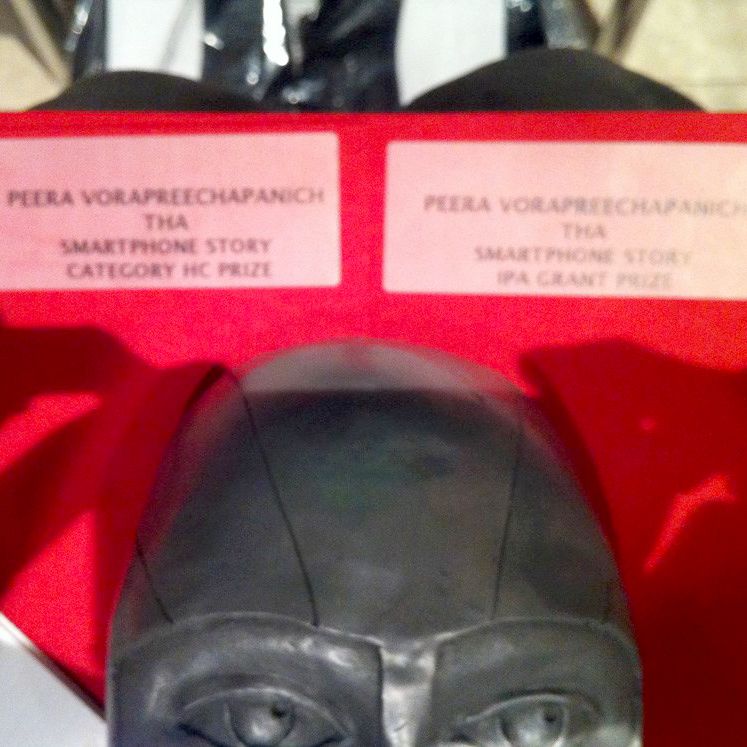 PEERA VORAPREECHAPANICH
THA
SMARTPHONE STORY
CATEGORY HC PRIZE
PEERA VORAPREECHAPANICH
THA
SMARTPHONE STORY
IPA GRANT PRIZE